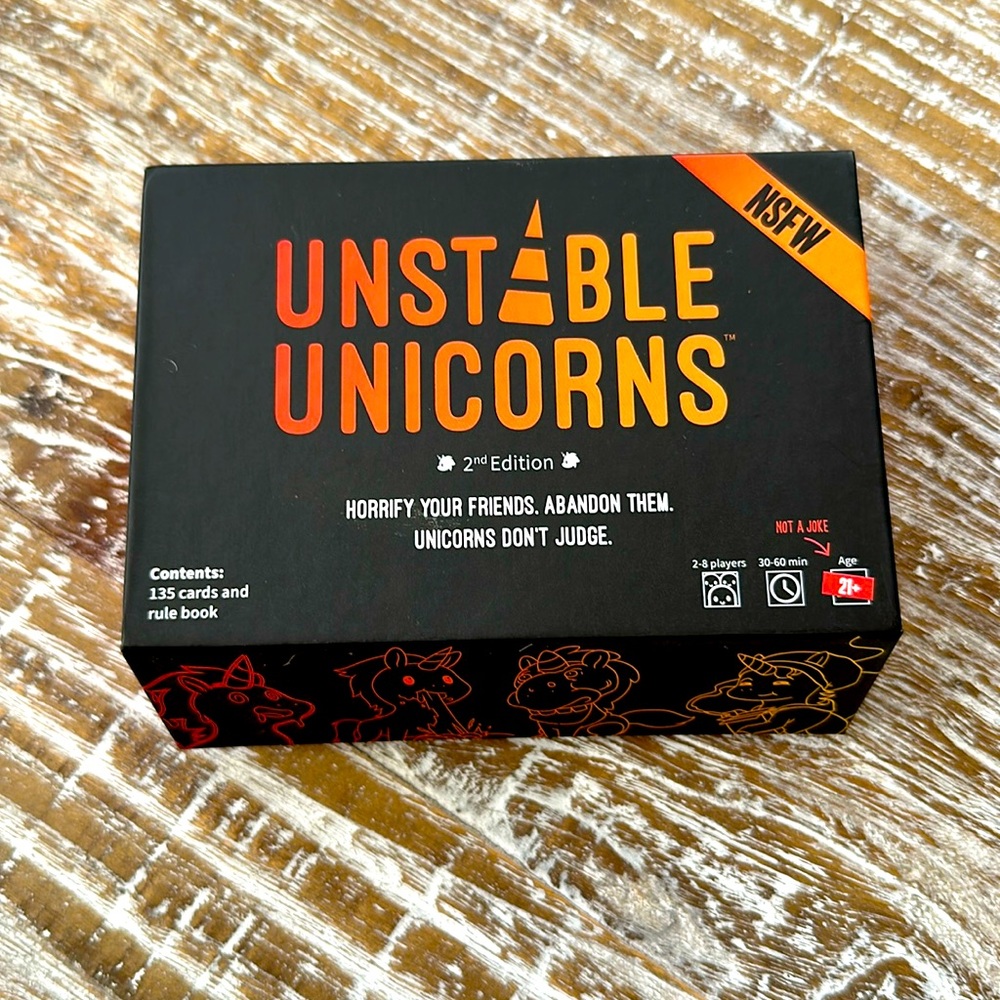 NSFW
UNSTABLE
UNICORNS™
2nd Edition
HORRIFY YOUR FRIENDS. ABANDON THEM.
UNICORNS DON'T JUDGE.
NOT A JOKE
Contents:
135 cards and
rule book
2-8 players 30-60 min Age
21+